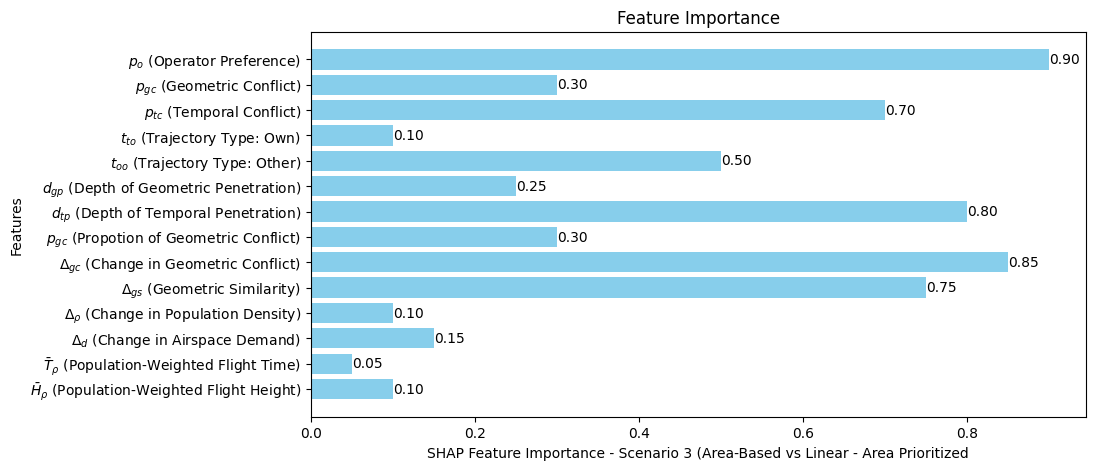 Feature Importance
p_o (Operator Preference)
0.90
p_gc (Geometric Conflict)
0.30
p_tc (Temporal Conflict)
0.70
t_to (Trajectory Type: Own)
0.10
t_oo (Trajectory Type: Other)
0.50
d_gp (Depth of Geometric Penetration)
0.25
d_tp (Depth of Temporal Penetration)
0.80
p_gc (Propotion of Geometric Conflict)
0.30
Δ_gc (Change in Geometric Conflict)
0.85
Δ_gs (Geometric Similarity)
0.75
Δ_ρ (Change in Population Density)
0.10
Δ_d (Change in Airspace Demand)
0.15
T̄_ρ (Population-Weighted Flight Time)
0.05
H̄_ρ (Population-Weighted Flight Height)
0.10
Features
0.0 0.2 0.4 0.6 0.8
SHAP Feature Importance - Scenario 3 (Area-Based vs Linear - Area Prioritized